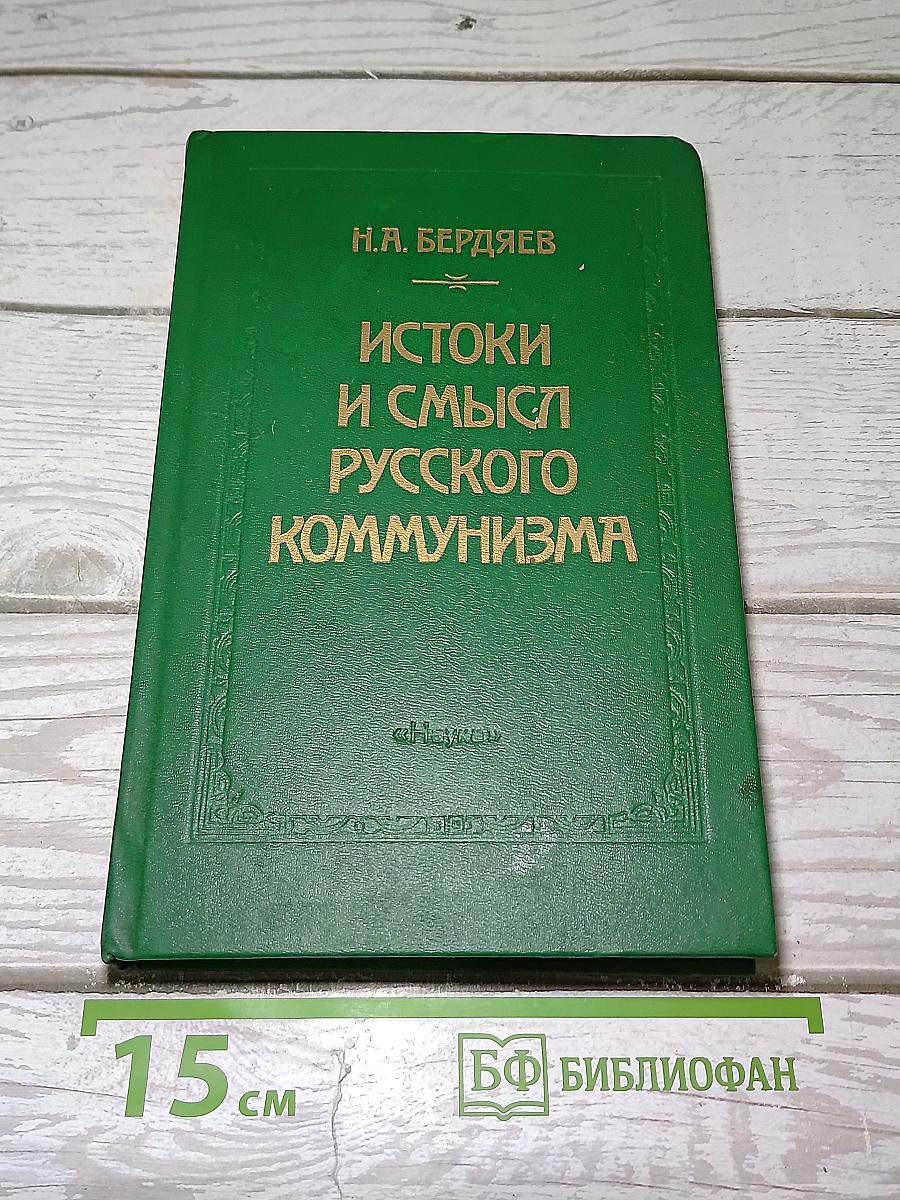 Н.А. БЕРДЯЕВ
ИСТОКИ
И СМЫСЛ
РУССКОГО
КОММУНИЗМА
«Наука»
15 см
БФ БИБЛИОФАН